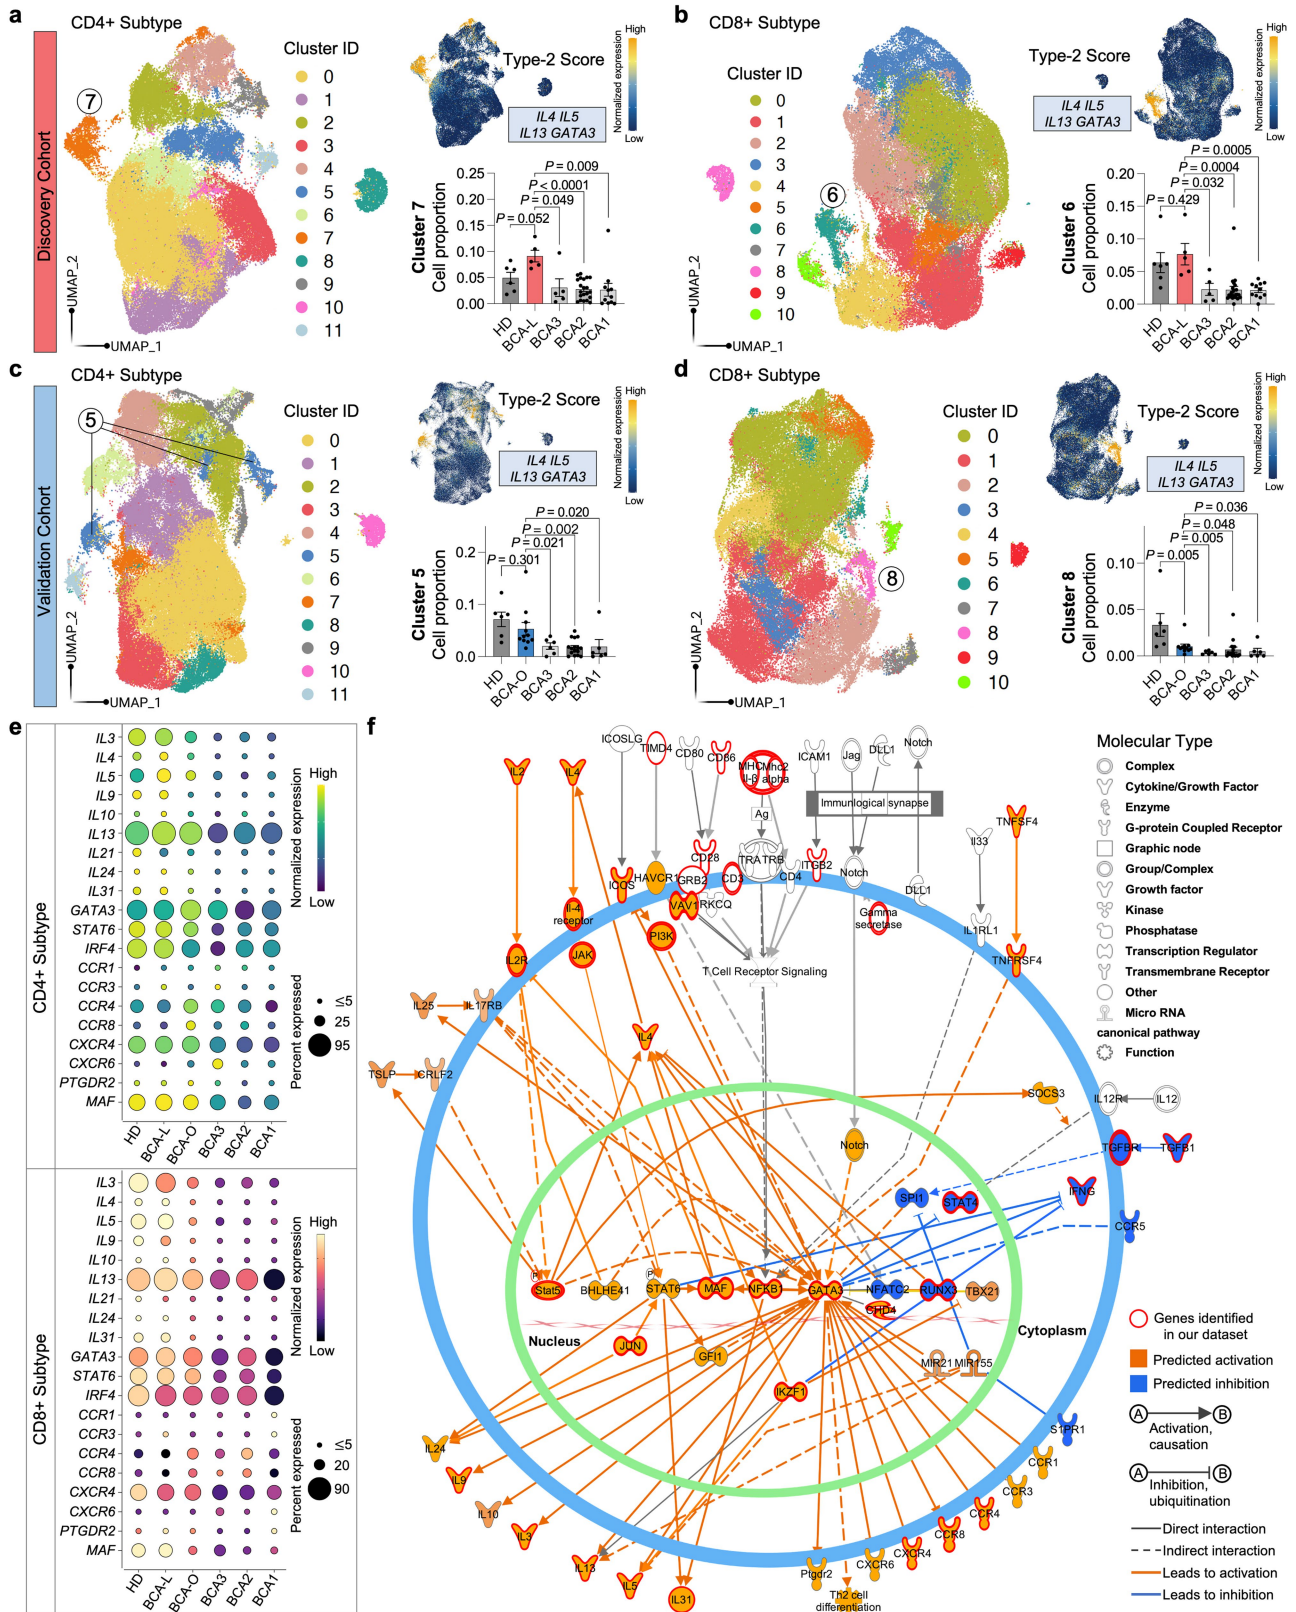 a
CD4+ Subtype
Discovery Cohort
7
UMAP_2
UMAP_1
Cluster ID
0
1
2
3
4
5
6
7
8
9
10
11
Type-2 Score
IL4 IL5
IL13 GATA3
High
Normalized expression
Low
Cluster 7
Cell proportion
0.25
0.20
0.15
0.10
0.05
0.00
P = 0.009
P < 0.0001
P = 0.049
P = 0.052
HD
BCA-L
BCA3
BCA2
BCA1
b
CD8+ Subtype
Cluster ID
0
1
2
3
4
5
6
7
8
9
10
6
UMAP_2
UMAP_1
Type-2 Score
IL4 IL5
IL13 GATA3
High
Normalized expression
Low
Cluster 6
Cell proportion
0.20
0.15
0.10
0.05
0.00
P = 0.0005
P = 0.0004
P = 0.032
P = 0.429
HD
BCA-L
BCA3
BCA2
BCA1
c
CD4+ Subtype
Validation Cohort
5
UMAP_2
UMAP_1
Cluster ID
0
1
2
3
4
5
6
7
8
9
10
11
Type-2 Score
IL4 IL5
IL13 GATA3
High
Normalized expression
Low
Cluster 5
Cell proportion
0.2
0.1
0.0
P = 0.020
P = 0.002
P = 0.021
P = 0.301
HD
BCA-O
BCA3
BCA2
BCA1
d
CD8+ Subtype
8
UMAP_2
UMAP_1
Cluster ID
0
1
2
3
4
5
6
7
8
9
10
Type-2 Score
IL4 IL5
IL13 GATA3
High
Normalized expression
Low
Cluster 8
Cell proportion
0.10
0.05
0.00
P = 0.036
P = 0.048
P = 0.005
P = 0.005
HD
BCA-O
BCA3
BCA2
BCA1
e
CD4+ Subtype
IL3
IL4
IL5
IL9
IL10
IL13
IL21
IL24
IL31
GATA3
STAT6
IRF4
CCR1
CCR3
CCR4
CCR8
CXCR4
CXCR6
PTGDR2
MAF
HD
BCA-L
BCA-O
BCA3
BCA2
BCA1
High
Normalized expression
Low
Percent expressed
≤5
25
95
CD8+ Subtype
IL3
IL4
IL5
IL9
IL10
IL13
IL21
IL24
IL31
GATA3
STAT6
IRF4
CCR1
CCR3
CCR4
CCR8
CXCR4
CXCR6
PTGDR2
MAF
HD
BCA-L
BCA-O
BCA3
BCA2
BCA1
High
Normalized expression
Low
Percent expressed
≤5
20
90
f
ICOSLG
TIMD4
CD80
CD86
MHC
II-β
Mhc2
alpha
ICAM1
Jag
DLL1
Notch
IL2
IL4
Immunlogical synapse
Ag
TNFSF4
Il33
CD28
TRATRB
ITGB2
Notch
ICOS
HAVCR1
GRB2
CD3
CD4
DLL1
VAV1
RKCQ
Il-4
receptor
Gamma
secretase
IL1RL1
PI3K
IL2R
JAK
T Cell Receptor Signaling
TNFRSF4
IL25
IL17RB
IL4
TSLP
CRLF2
SOCS3
IL12R
IL12
Notch
TGFBR
TGFB1
SPI1
STAT4
IFNG
CCR5
P
Stat5
BHLHE41
P
STAT6
MAF
NFKB1
GATA3
NFATC2
RUNX3
TBX21
CHD4
Nucleus
Cytoplasm
JUN
GFI1
MIR21
MIR155
IKZF1
S1PR1
IL24
IL9
IL10
IL3
IL13
IL5
IL31
Ptgdr2
Th2 cell
differentiation
CXCR6
CXCR4
CCR8
CCR4
CCR3
CCR1
Molecular Type
Complex
Cytokine/Growth Factor
Enzyme
G-protein Coupled Receptor
Graphic node
Group/Complex
Growth factor
Kinase
Phosphatase
Transcription Regulator
Transmembrane Receptor
Other
Micro RNA
canonical pathway
Function
Genes identified
in our dataset
Predicted activation
Predicted inhibition
A
B
Activation,
causation
A
B
Inhibition,
ubiquitination
Direct interaction
Indirect interaction
Leads to activation
Leads to inhibition